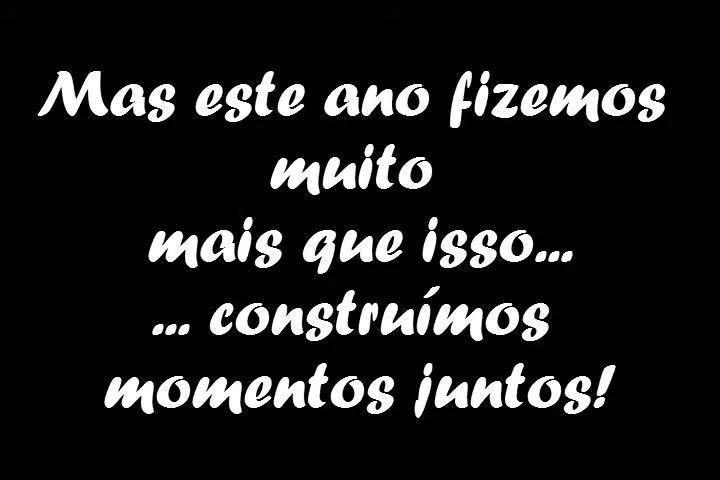 Mas este ano fizemos
muito
mais que isso...
... construímos
momentos juntos!